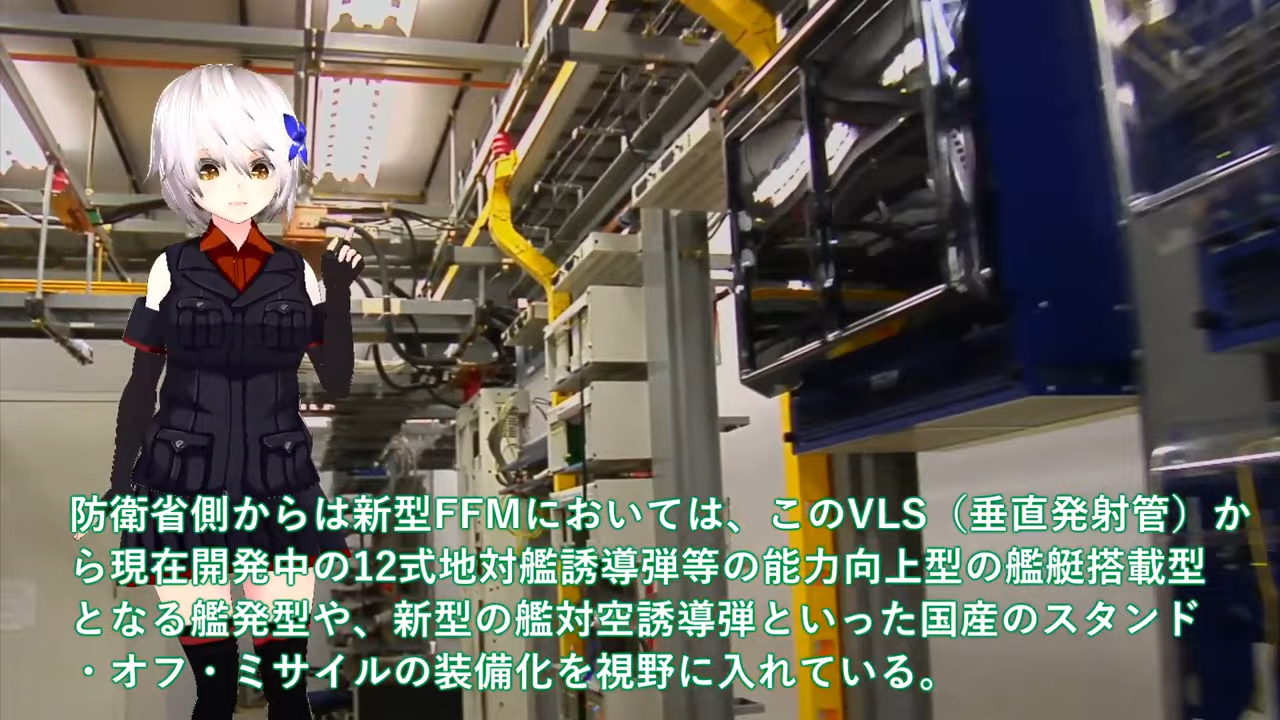 防衛省側からは新型FFMにおいては、このVLS（垂直発射管）か
ら現在開発中の12式地対艦誘導弾等の能力向上型の艦艇搭載型
となる艦発型や、新型の艦対空誘導弾といった国産のスタンド
・オフ・ミサイルの装備化を視野に入れている。